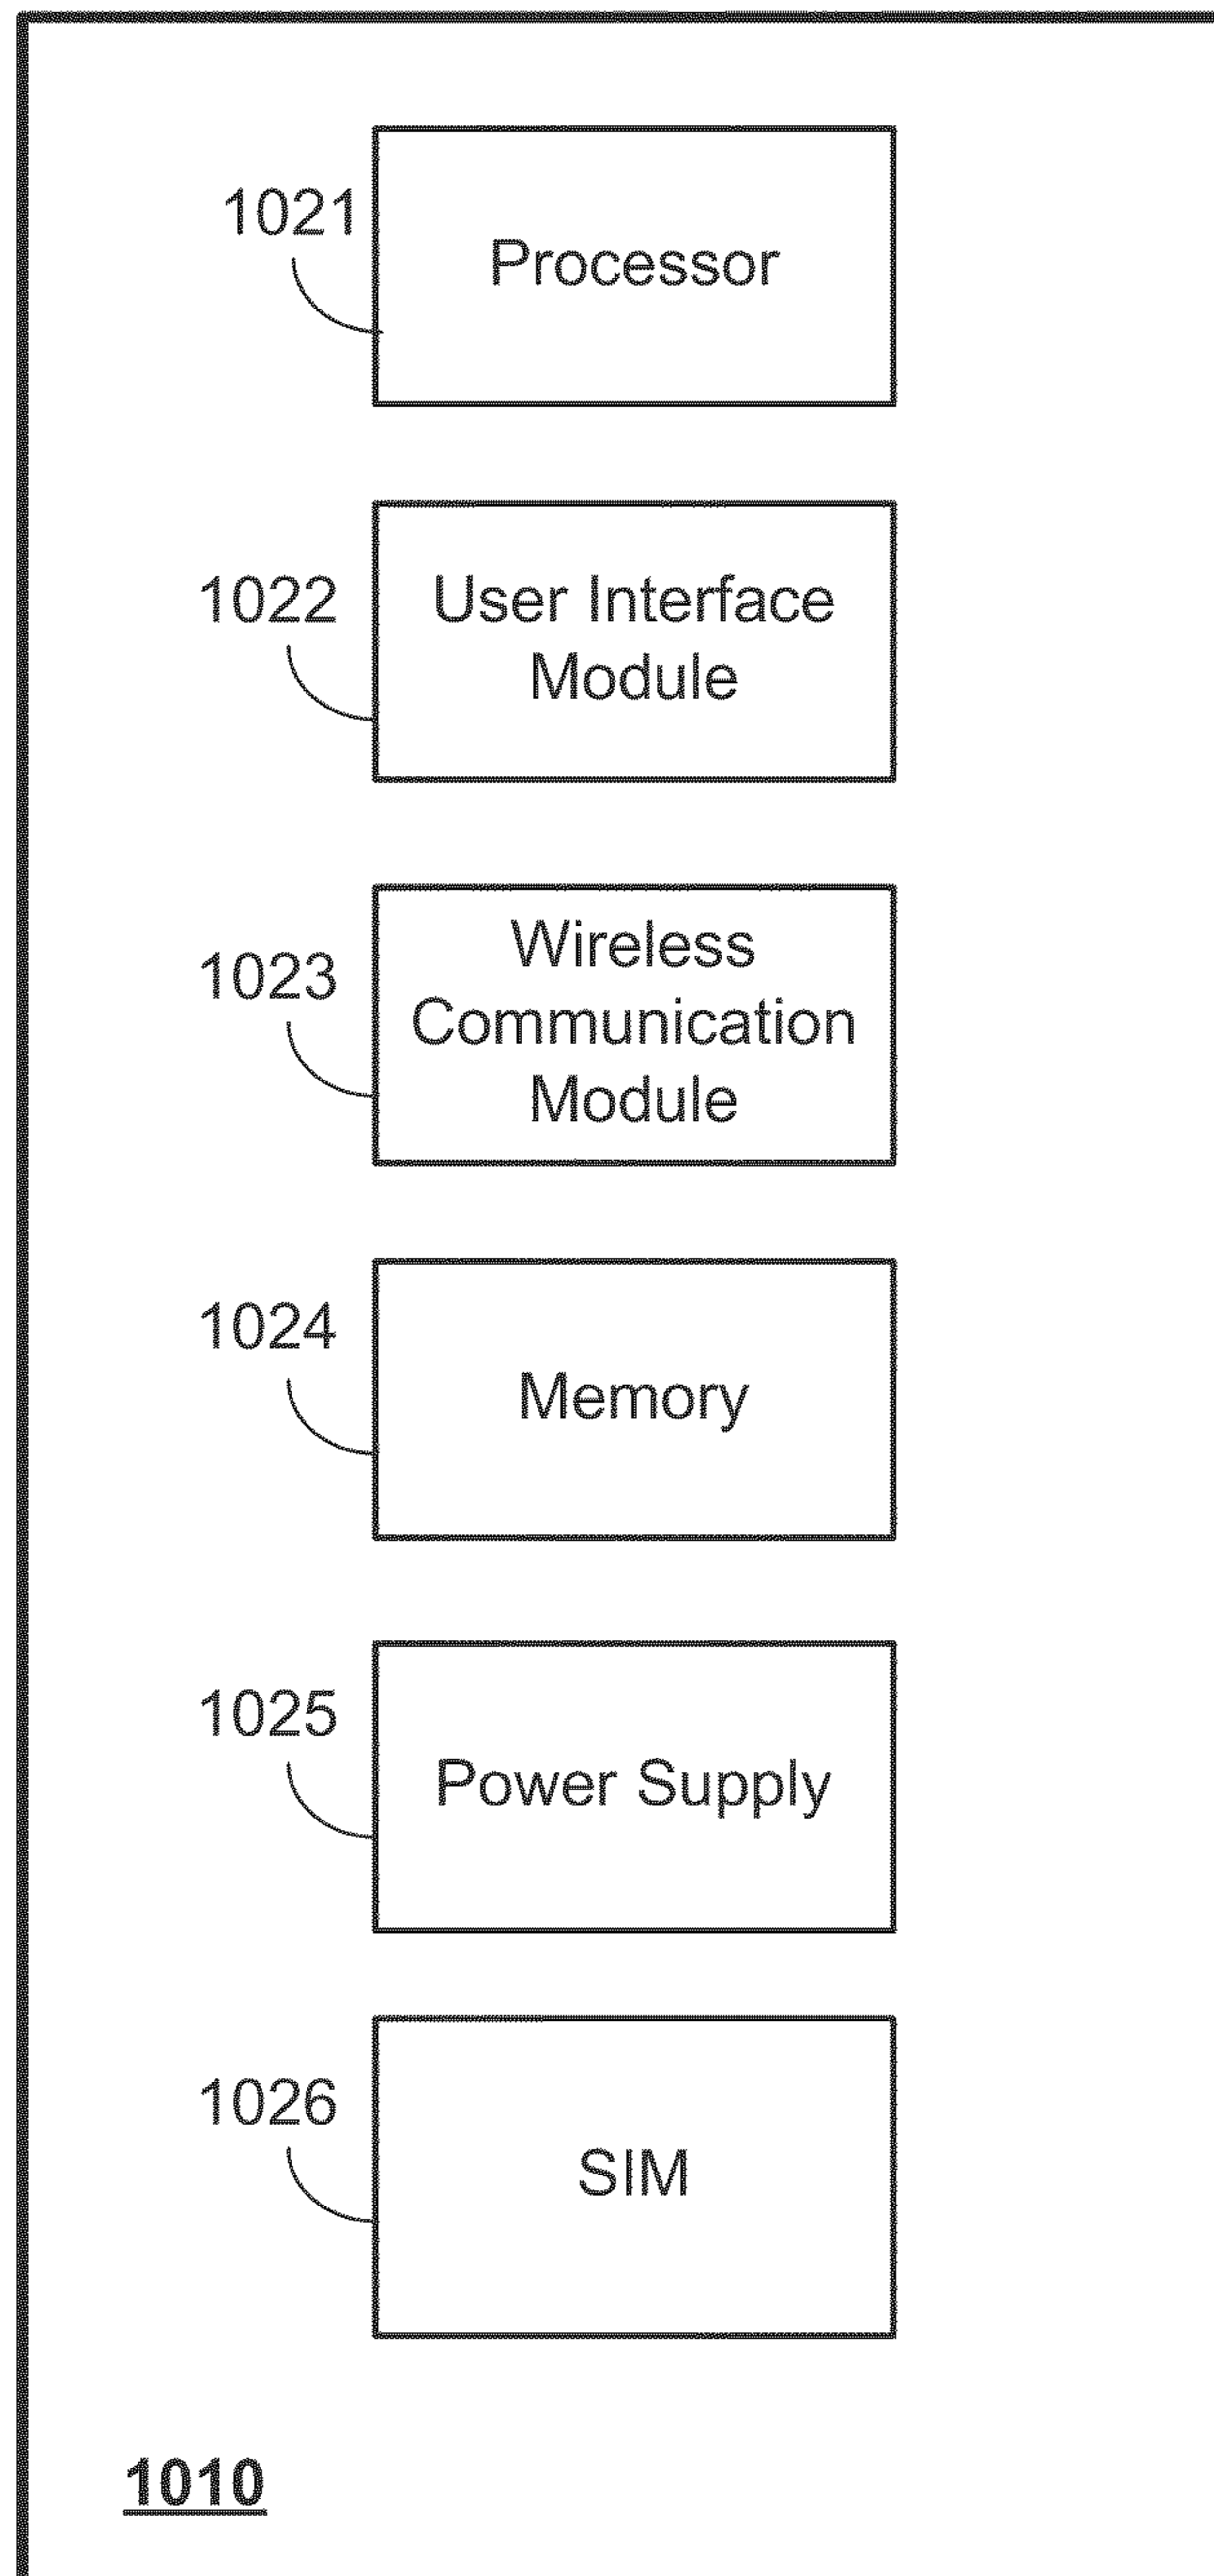 1021
Processor
1022
User Interface
Module
1023
Wireless
Communication
Module
1024
Memory
1025
Power Supply
1026
SIM
1010